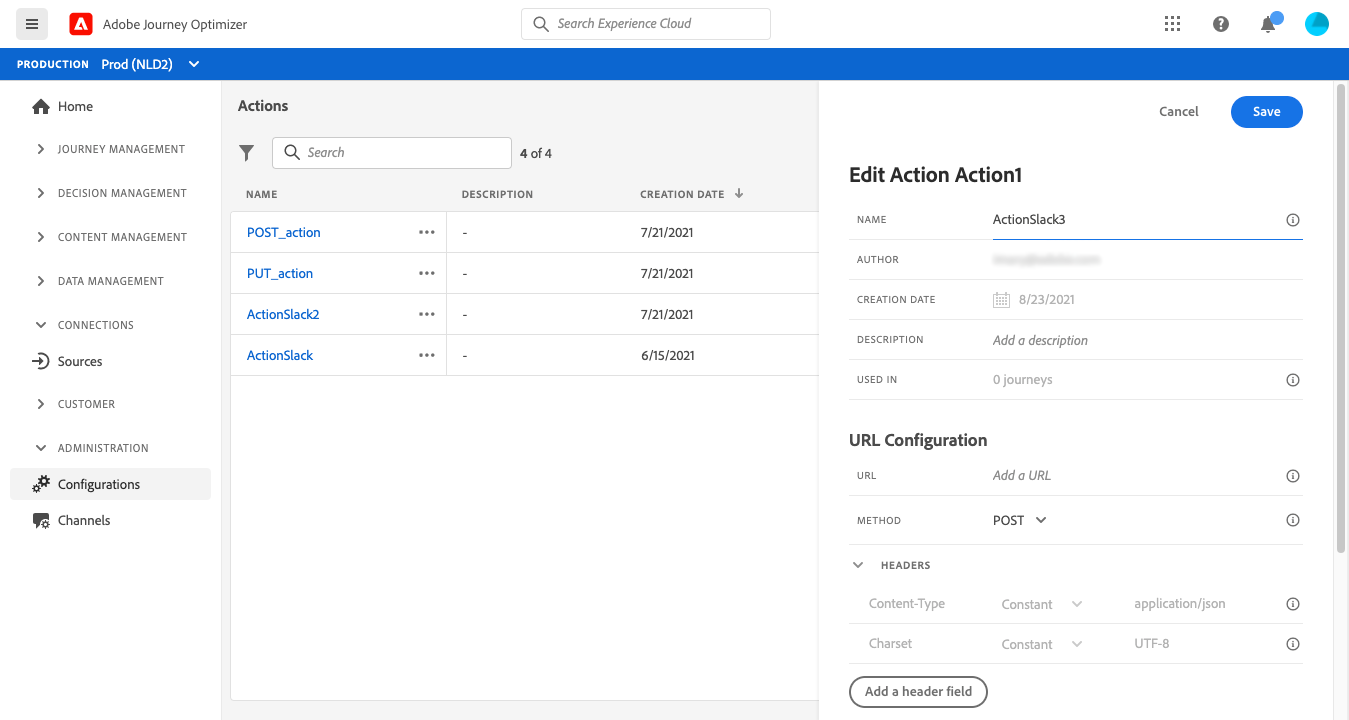 Adobe Journey Optimizer
Search Experience Cloud
PRODUCTION Prod (NLD2)
Home
JOURNEY MANAGEMENT
DECISION MANAGEMENT
CONTENT MANAGEMENT
DATA MANAGEMENT
CONNECTIONS
Sources
CUSTOMER
ADMINISTRATION
Configurations
Channels
Actions
Search
4 of 4
NAME DESCRIPTION CREATION DATE
POST_action - 7/21/2021
PUT_action - 7/21/2021
ActionSlack2 - 7/21/2021
ActionSlack - 6/15/2021
Cancel Save
Edit Action Action1
NAME ActionSlack3
AUTHOR
CREATION DATE 8/23/2021
DESCRIPTION Add a description
USED IN 0 journeys
URL Configuration
URL Add a URL
METHOD POST
HEADERS
Content-Type Constant application/json
Charset Constant UTF-8
Add a header field